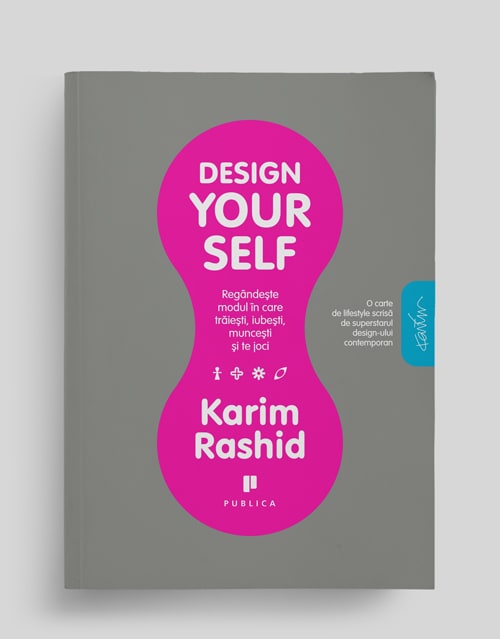 DESIGN
YOUR
SELF
Regândește
modul în care
trăiești, iubești,
muncești
și te joci
Karim
Rashid
PUBLICA
O carte
de lifestyle scrisă
de superstarul
design-ului
contemporan
Karim